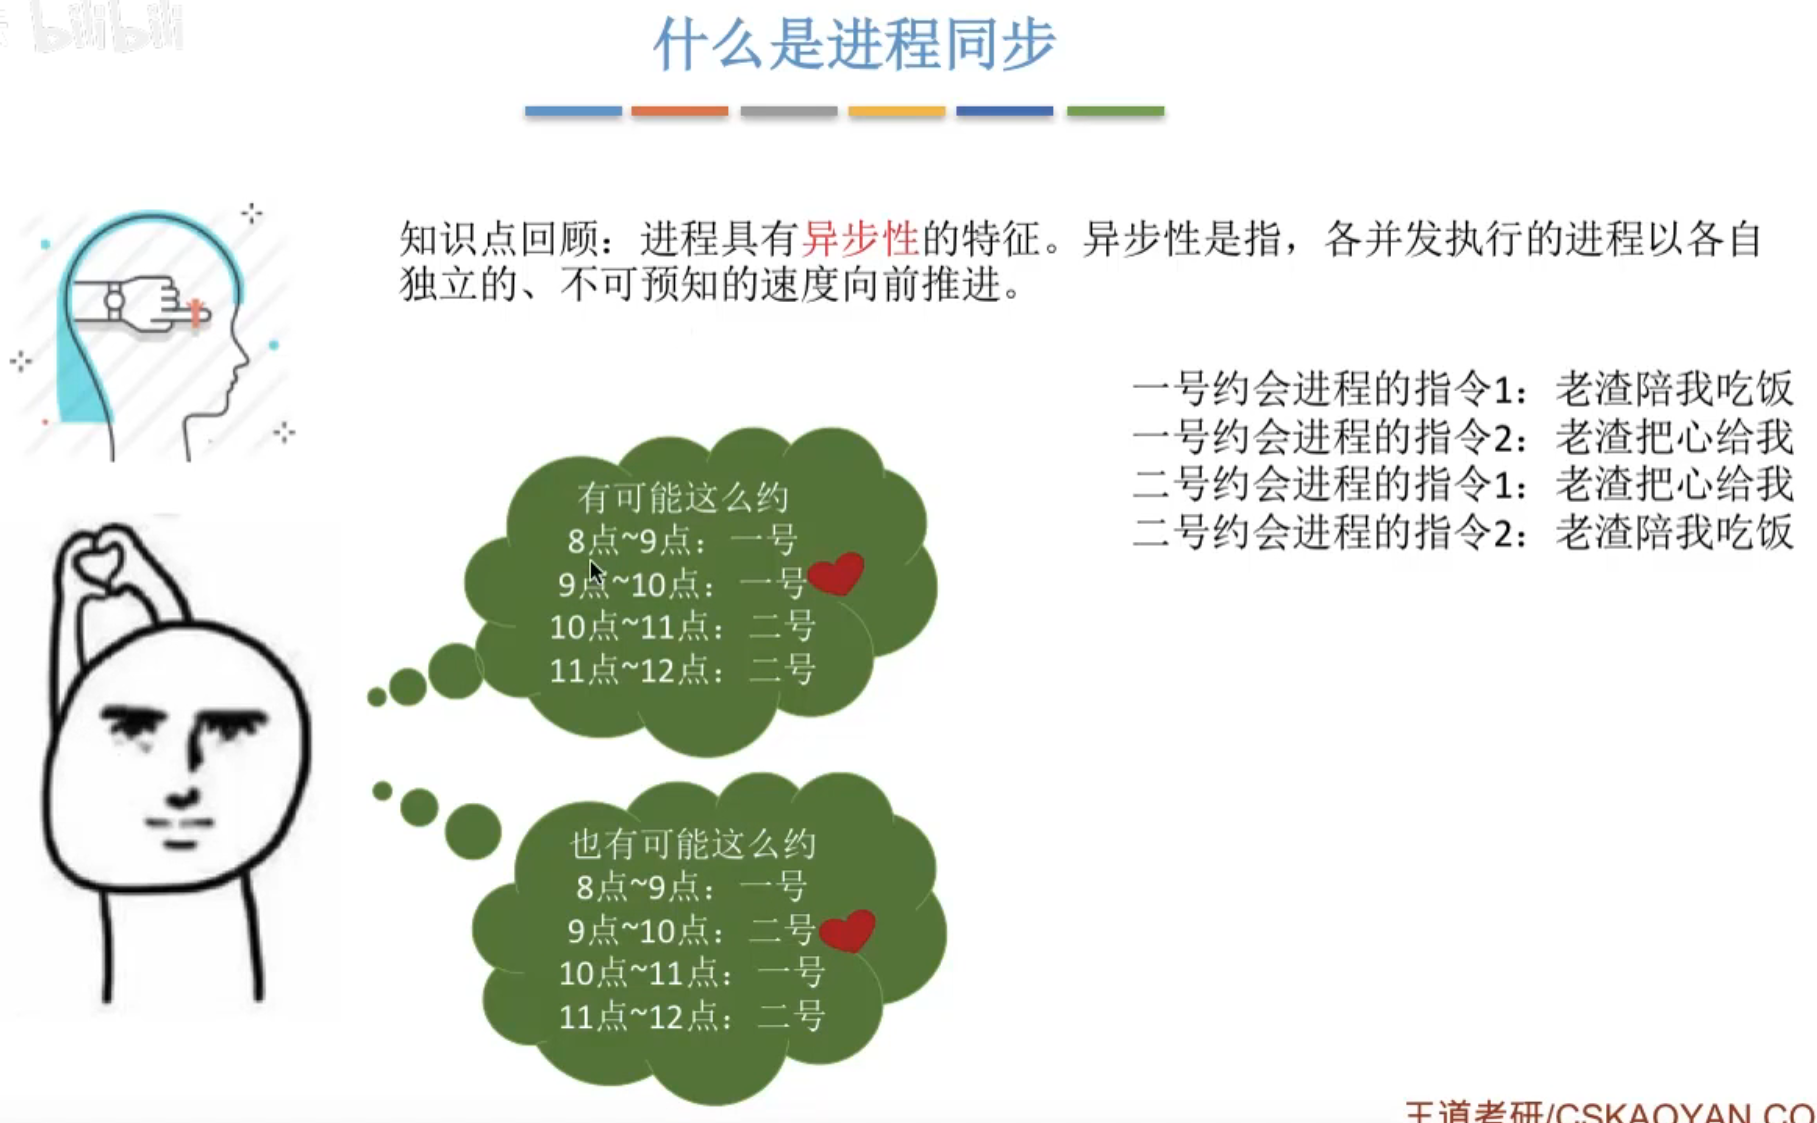 bilibili
什么是进程同步
知识点回顾：进程具有异步性的特征。异步性是指，各并发执行的进程以各自
独立的、不可预知的速度向前推进。
一号约会进程的指令1：老渣陪我吃饭
一号约会进程的指令2：老渣把心给我
二号约会进程的指令1：老渣把心给我
二号约会进程的指令2：老渣陪我吃饭
有可能这么约
8点~9点：一号
9点~10点：一号
10点~11点：二号
11点~12点：二号
也有可能这么约
8点~9点：一号
9点~10点：二号
10点~11点：一号
11点~12点：二号
王道考研/CSKAOYAN.CO